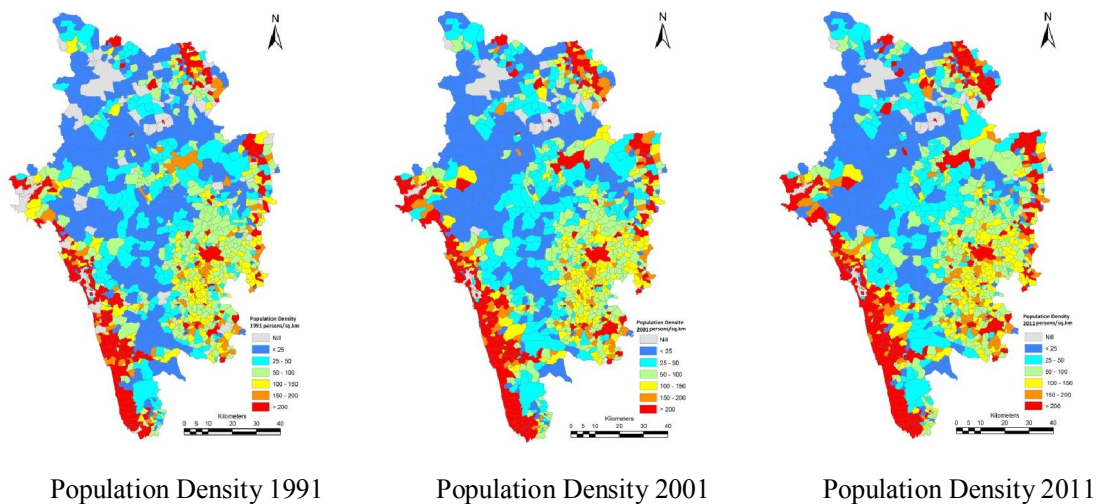 N
Population Density
1991 persons/sq.km
Nill
< 25
25 - 50
50 - 100
100 - 150
150 - 200
> 200
Kilometers
0 5 10 20 30 40
N
Population Density
2001 persons/sq.km
Nill
< 25
25 - 50
50 - 100
100 - 150
150 - 200
> 200
Kilometers
0 5 10 20 30 40
N
Population Density
2011 persons/sq.km
Nill
< 25
25 - 50
50 - 100
100 - 150
150 - 200
> 200
Kilometers
0 5 10 20 30 40
Population Density 1991
Population Density 2001
Population Density 2011